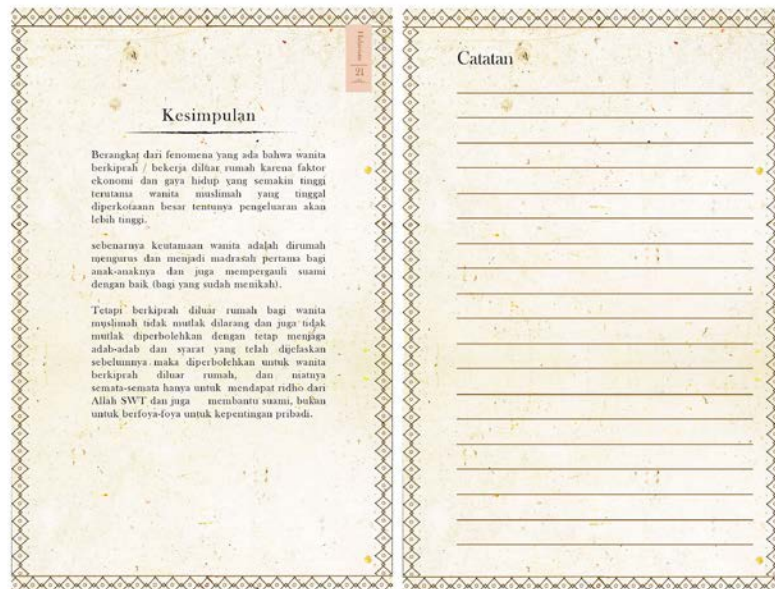 Halaman
Kesimpulan
Berangkat dari fenomena yang ada bahwa wanita
berkiprah / bekerja diluar rumah karena faktor
ekonomi dan gaya hidup yang semakin tinggi
terutama wanita muslimah yang tinggal
diperkotaann besar tentunya pengeluaran akan
lebih tinggi.
sebenarnya keutamaan wanita adalah dirumah
mengurus dan menjadi madrasah pertama bagi
anak-anaknya dan juga mempergauli suami
dengan baik (bagi yang sudah menikah).
Tetapi berkiprah diluar rumah bagi wanita
muslimah tidak mutlak dilarang dan juga tidak
mutlak diperbolehkan dengan tetap menjaga
adab-adab dan syarat yang telah dijelaskan
sebelumnya maka diperbolehkan untuk wanita
berkiprah diluar rumah, dan niatnya
semata-semata hanya untuk mendapat ridho dari
Allah SWT dan juga membantu suami, bukan
untuk berfoya-foya untuk kepentingan pribadi.
Catatan